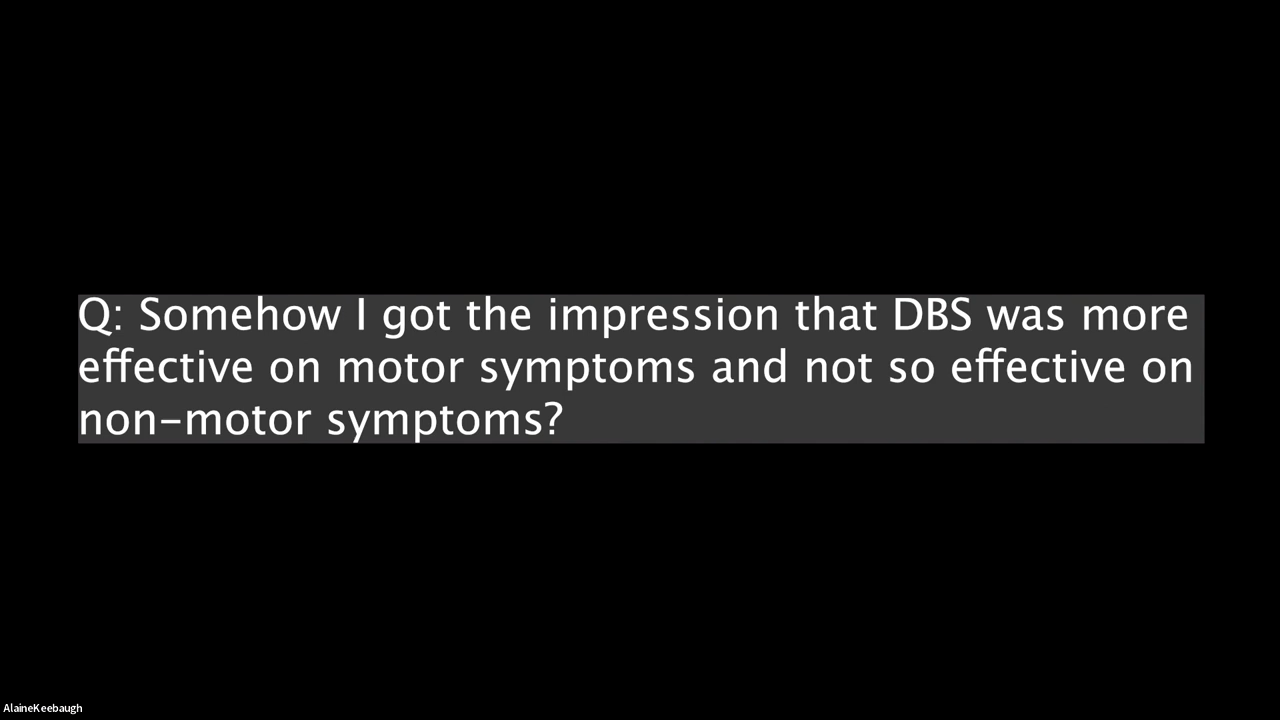 Q: Somehow I got the impression that DBS was more
effective on motor symptoms and not so effective on
non-motor symptoms?
AlaineKeebaugh